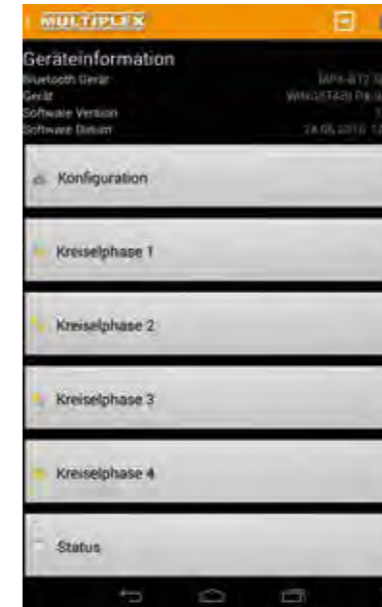 MULTIPLEX
Geräteinformation
Bluetooth Gerät
Gerät
Software Version
Software Datum
Konfiguration
Kreiselphase 1
Kreiselphase 2
Kreiselphase 3
Kreiselphase 4
Status